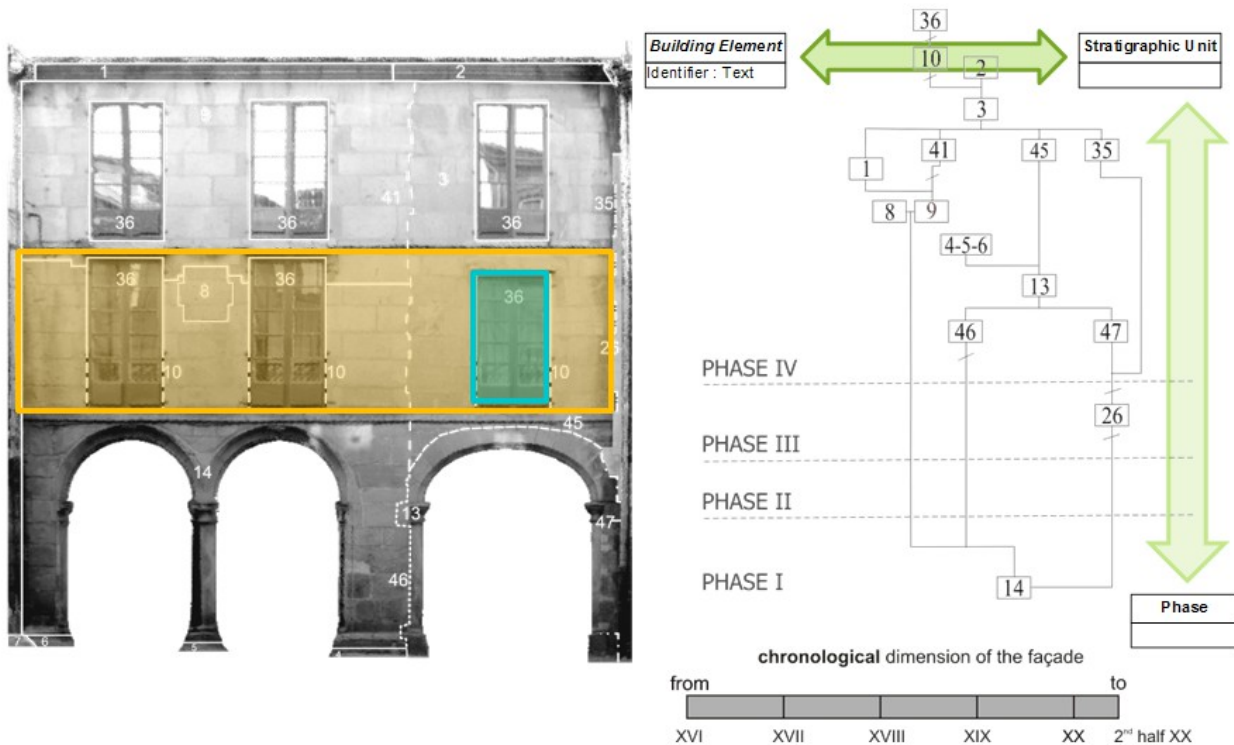 1
2
9
3
41
35
36
36
36
36
8
36
36
10
10
10
26
45
14
13
47
46
7
6
5
4
Building Element
Identifier : Text
Stratigraphic Unit
36
10
2
3
1
41
45
35
8
9
4-5-6
13
46
47
PHASE IV
26
PHASE III
PHASE II
PHASE I
14
Phase
chronological dimension of the façade
from
to
XVI
XVII
XVIII
XIX
XX
2nd half XX